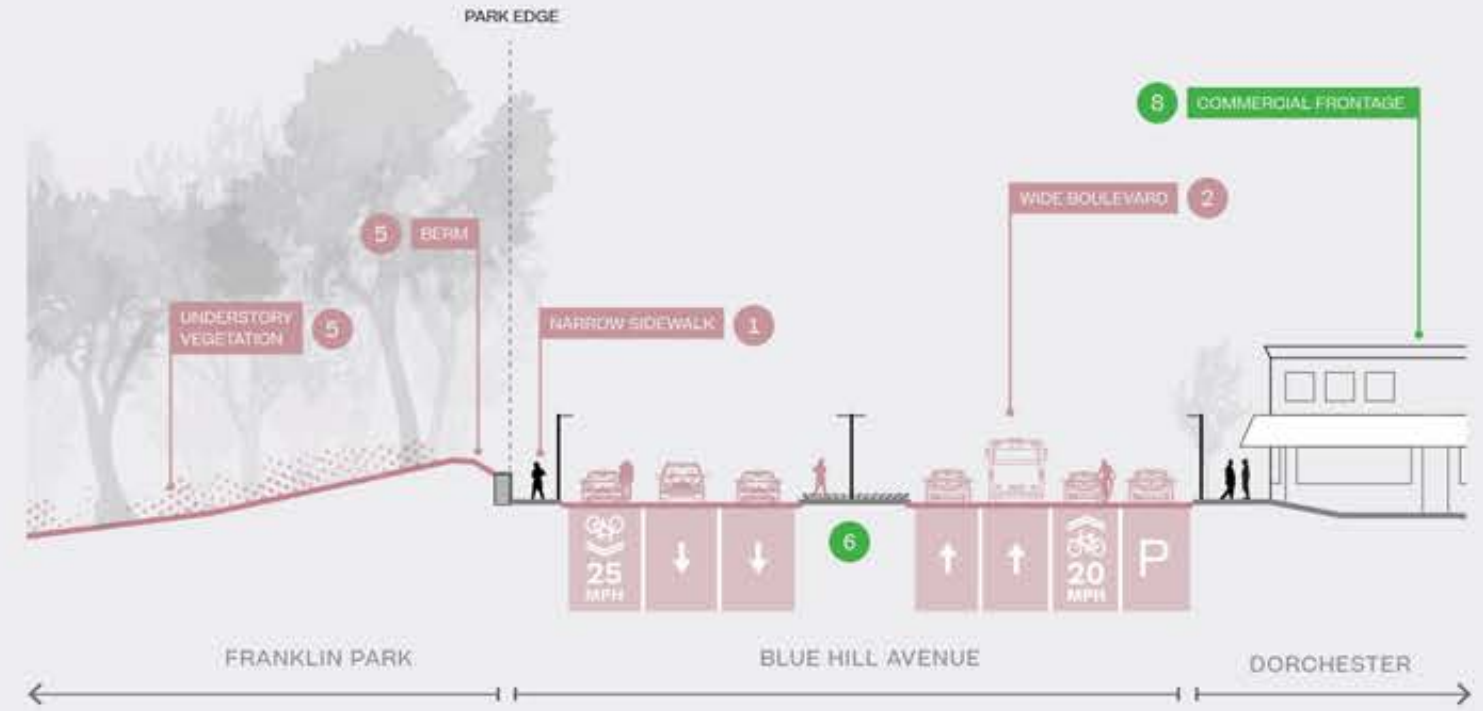 PARK EDGE
8 COMMERCIAL FRONTAGE
WIDE BOULEVARD 2
5 BERM
UNDERSTORY
VEGETATION 5
NARROW SIDEWALK 1
6
25
MPH
20
MPH
P
FRANKLIN PARK
BLUE HILL AVENUE
DORCHESTER